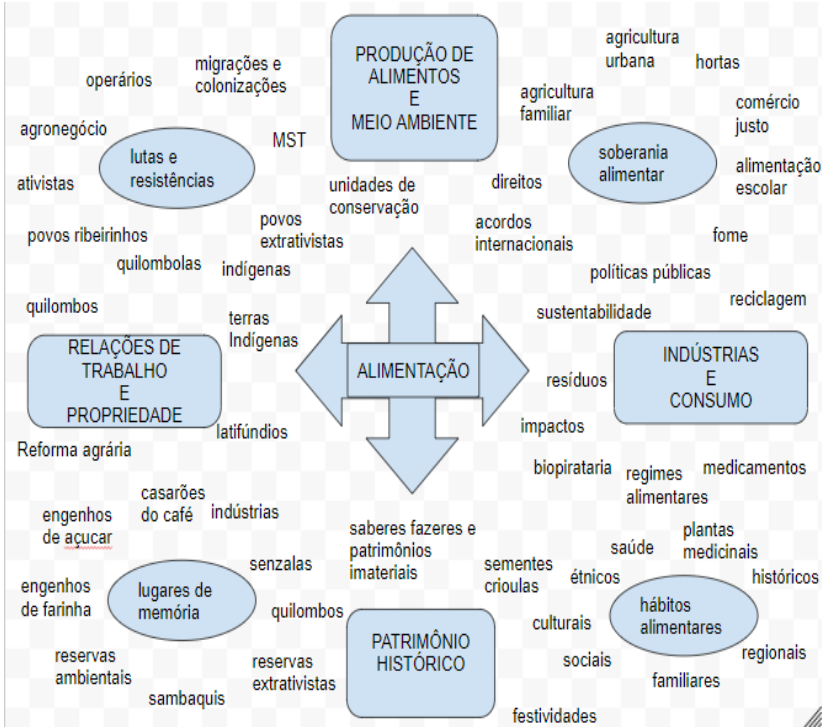 PRODUÇÃO DE
ALIMENTOS
E
MEIO AMBIENTE
migrações e
colonizações
operários
agronegócio
MST
lutas e
resistências
ativistas
povos ribeirinhos
quilombolas
povos
extrativistas
indígenas
quilombos
terras
Indígenas
unidades de
conservação
agricultura
urbana
hortas
agricultura
familiar
comércio
justo
soberania
alimentar
alimentação
escolar
direitos
acordos
internacionais
fome
políticas públicas
sustentabilidade
reciclagem
RELAÇÕES DE
TRABALHO
E
PROPRIEDADE
ALIMENTAÇÃO
INDÚSTRIAS
E
CONSUMO
resíduos
impactos
latifúndios
Reforma agrária
biopirataria
regimes
alimentares
medicamentos
casarões
do café
indústrias
engenhos
de açucar
senzalas
engenhos
de farinha
lugares de
memória
quilombos
reservas
ambientais
reservas
extrativistas
sambaquis
saberes fazeres e
patrimônios
imateriais
PATRIMÔNIO
HISTÓRICO
sementes
crioulas
étnicos
saúde
plantas
medicinais
históricos
hábitos
alimentares
culturais
sociais
regionais
familiares
festividades